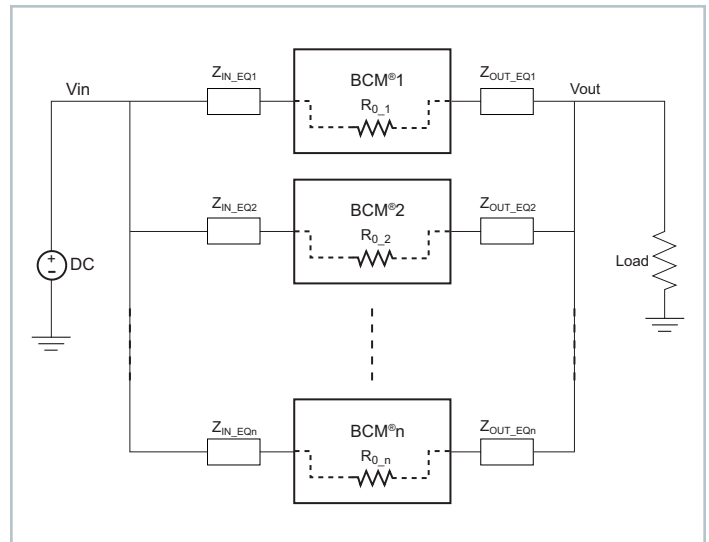 Vin
Z_IN_EQ1
BCM®1
R_0_1
Z_OUT_EQ1
Vout
Z_IN_EQ2
BCM®2
R_0_2
Z_OUT_EQ2
+
–
DC
Load
Z_IN_EQn
BCM®n
R_0_n
Z_OUT_EQn